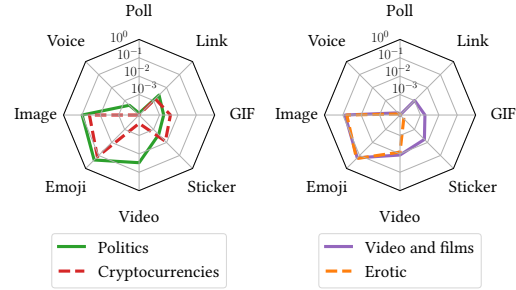 Poll
Voice
Link
10⁰
10⁻¹
10⁻²
10⁻³
Image
GIF
Emoji
Sticker
Video
Politics
Cryptocurrencies
Poll
Voice
Link
10⁰
10⁻¹
10⁻²
10⁻³
Image
GIF
Emoji
Sticker
Video
Video and films
Erotic